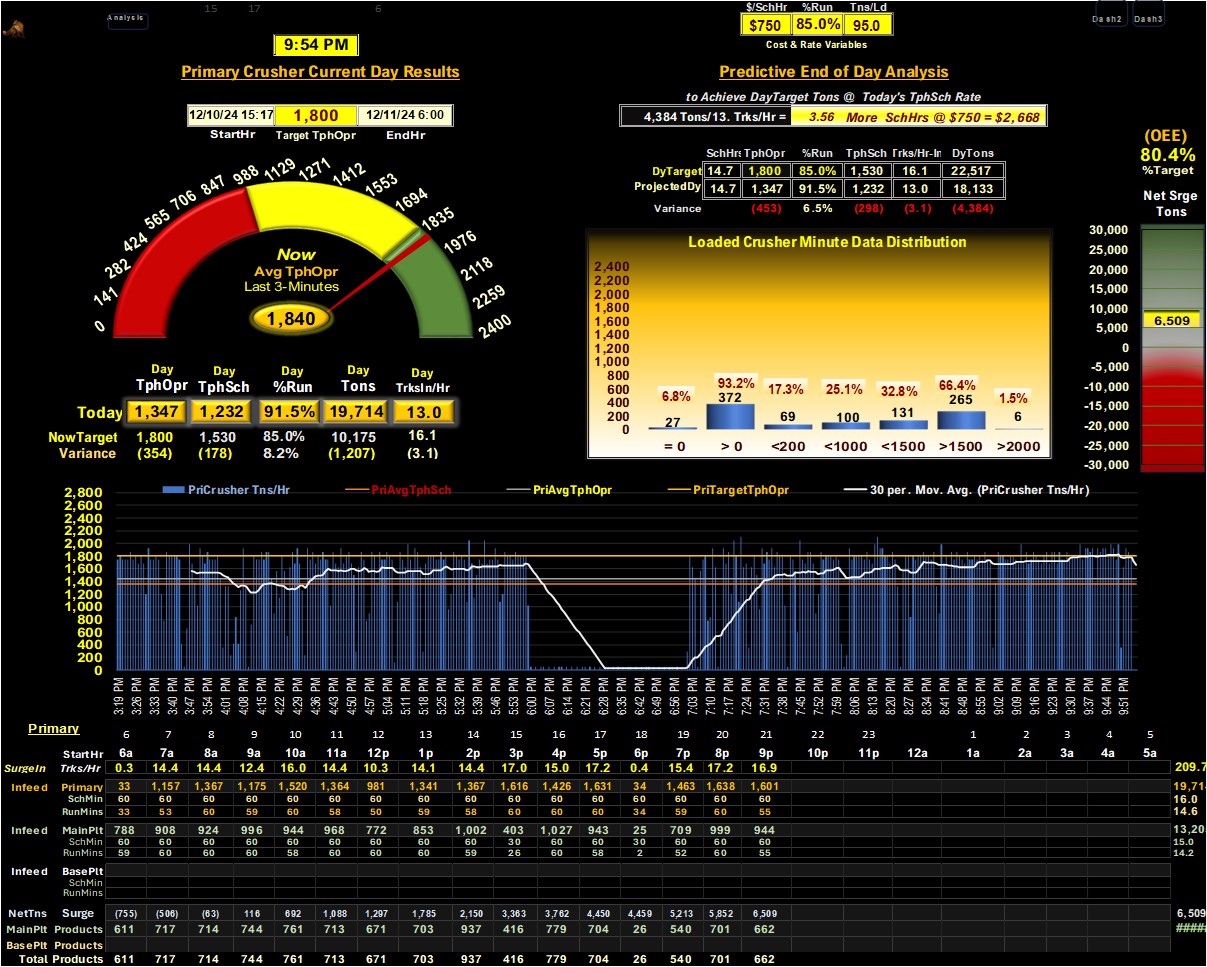 15 17 6
Analysis
$/SchHr %Run Tns/Ld
$750 85.0% 95.0
Cost & Rate Variables
Dash2 Dash3
9:54 PM
Primary Crusher Current Day Results
12/10/24 15:17 1,800 12/11/24 6:00
StartHr Target TphOpr EndHr
0 141 282 424 565 706 847 988 1129 1271 1412 1553 1694 1835 1976 2118 2259 2400
Now
Avg TphOpr
Last 3-Minutes
1,840
Day Day Day Day Day
TphOpr TphSch %Run Tons TrksIn/Hr
Today 1,347 1,232 91.5% 19,714 13.0
NowTarget 1,800 1,530 85.0% 10,175 16.1
Variance (354) (178) 8.2% (1,207) (3.1)
Predictive End of Day Analysis
to Achieve DayTarget Tons @ Today's TphSch Rate
4,384 Tons/13. Trks/Hr = 3.56 More SchHrs @ $750 = $2,668
SchHrs TphOpr %Run TphSch Trks/Hr-In DyTons
DyTarget 14.7 1,800 85.0% 1,530 16.1 22,517
ProjectedDy 14.7 1,347 91.5% 1,232 13.0 18,133
Variance (453) 6.5% (298) (3.1) (4,384)
(OEE)
80.4%
%Target
Net Srge
Tons
30,000
25,000
20,000
15,000
10,000
6,509
5,000
0
-5,000
-10,000
-15,000
-20,000
-25,000
-30,000
Loaded Crusher Minute Data Distribution
2,400
2,200
2,000
1,800
1,600
1,400
1,200
1,000
800
600
400
200
0
6.8% 93.2% 17.3% 25.1% 32.8% 66.4% 1.5%
27 372 69 100 131 265 6
= 0 > 0 <200 <1000 <1500 >1500 >2000
PriCrusher Tns/Hr PriAvgTphSch PriAvgTphOpr PriTargetTphOpr 30 per. Mov. Avg. (PriCrusher Tns/Hr)
2,800
2,600
2,400
2,200
2,000
1,800
1,600
1,400
1,200
1,000
800
600
400
200
0
3:19 PM 3:26 PM 3:33 PM 3:40 PM 3:47 PM 3:54 PM 4:01 PM 4:08 PM 4:15 PM 4:22 PM 4:29 PM 4:36 PM 4:43 PM 4:50 PM 4:57 PM 5:04 PM 5:11 PM 5:18 PM 5:25 PM 5:32 PM 5:39 PM 5:46 PM 5:53 PM 6:00 PM 6:07 PM 6:14 PM 6:21 PM 6:28 PM 6:35 PM 6:42 PM 6:49 PM 6:56 PM 7:03 PM 7:10 PM 7:17 PM 7:24 PM 7:31 PM 7:38 PM 7:45 PM 7:52 PM 7:59 PM 8:06 PM 8:13 PM 8:20 PM 8:27 PM 8:34 PM 8:41 PM 8:48 PM 8:55 PM 9:02 PM 9:09 PM 9:16 PM 9:23 PM 9:30 PM 9:37 PM 9:44 PM 9:51 PM
Primary
6 7 8 9 10 11 12 13 14 15 16 17 18 19 20 21 22 23 1 2 3 4 5
StartHr 6a 7a 8a 9a 10a 11a 12p 1p 2p 3p 4p 5p 6p 7p 8p 9p 10p 11p 12a 1a 2a 3a 4a 5a
SurgeIn Trks/Hr 0.3 14.4 14.4 12.4 16.0 14.4 10.3 14.1 14.4 17.0 15.0 17.2 0.4 15.4 17.2 16.9 209.7
Infeed Primary 33 1,157 1,367 1,175 1,520 1,364 981 1,341 1,367 1,616 1,426 1,631 34 1,463 1,638 1,601 19,714
SchMin 60 60 60 60 60 60 60 60 60 60 60 60 60 60 60 60 16.0
RunMins 33 53 60 59 60 58 50 59 58 60 60 60 34 59 60 55 14.6
Infeed MainPlt 788 908 924 996 944 968 772 853 1,002 403 1,027 943 25 709 999 944 13,20
SchMin 60 60 60 60 60 60 60 60 60 30 60 60 30 60 60 60 15.0
RunMins 59 60 60 60 58 60 60 60 59 26 60 58 2 52 60 55 14.2
Infeed BasePlt
SchMin
RunMins
NetTns Surge (755) (506) (63) 116 692 1,088 1,297 1,785 2,150 3,363 3,762 4,450 4,459 5,213 5,852 6,509 6,509
MainPlt Products 611 717 714 744 761 713 671 703 937 416 779 704 26 540 701 662 ####
BasePlt Products
Total Products 611 717 714 744 761 713 671 703 937 416 779 704 26 540 701 662